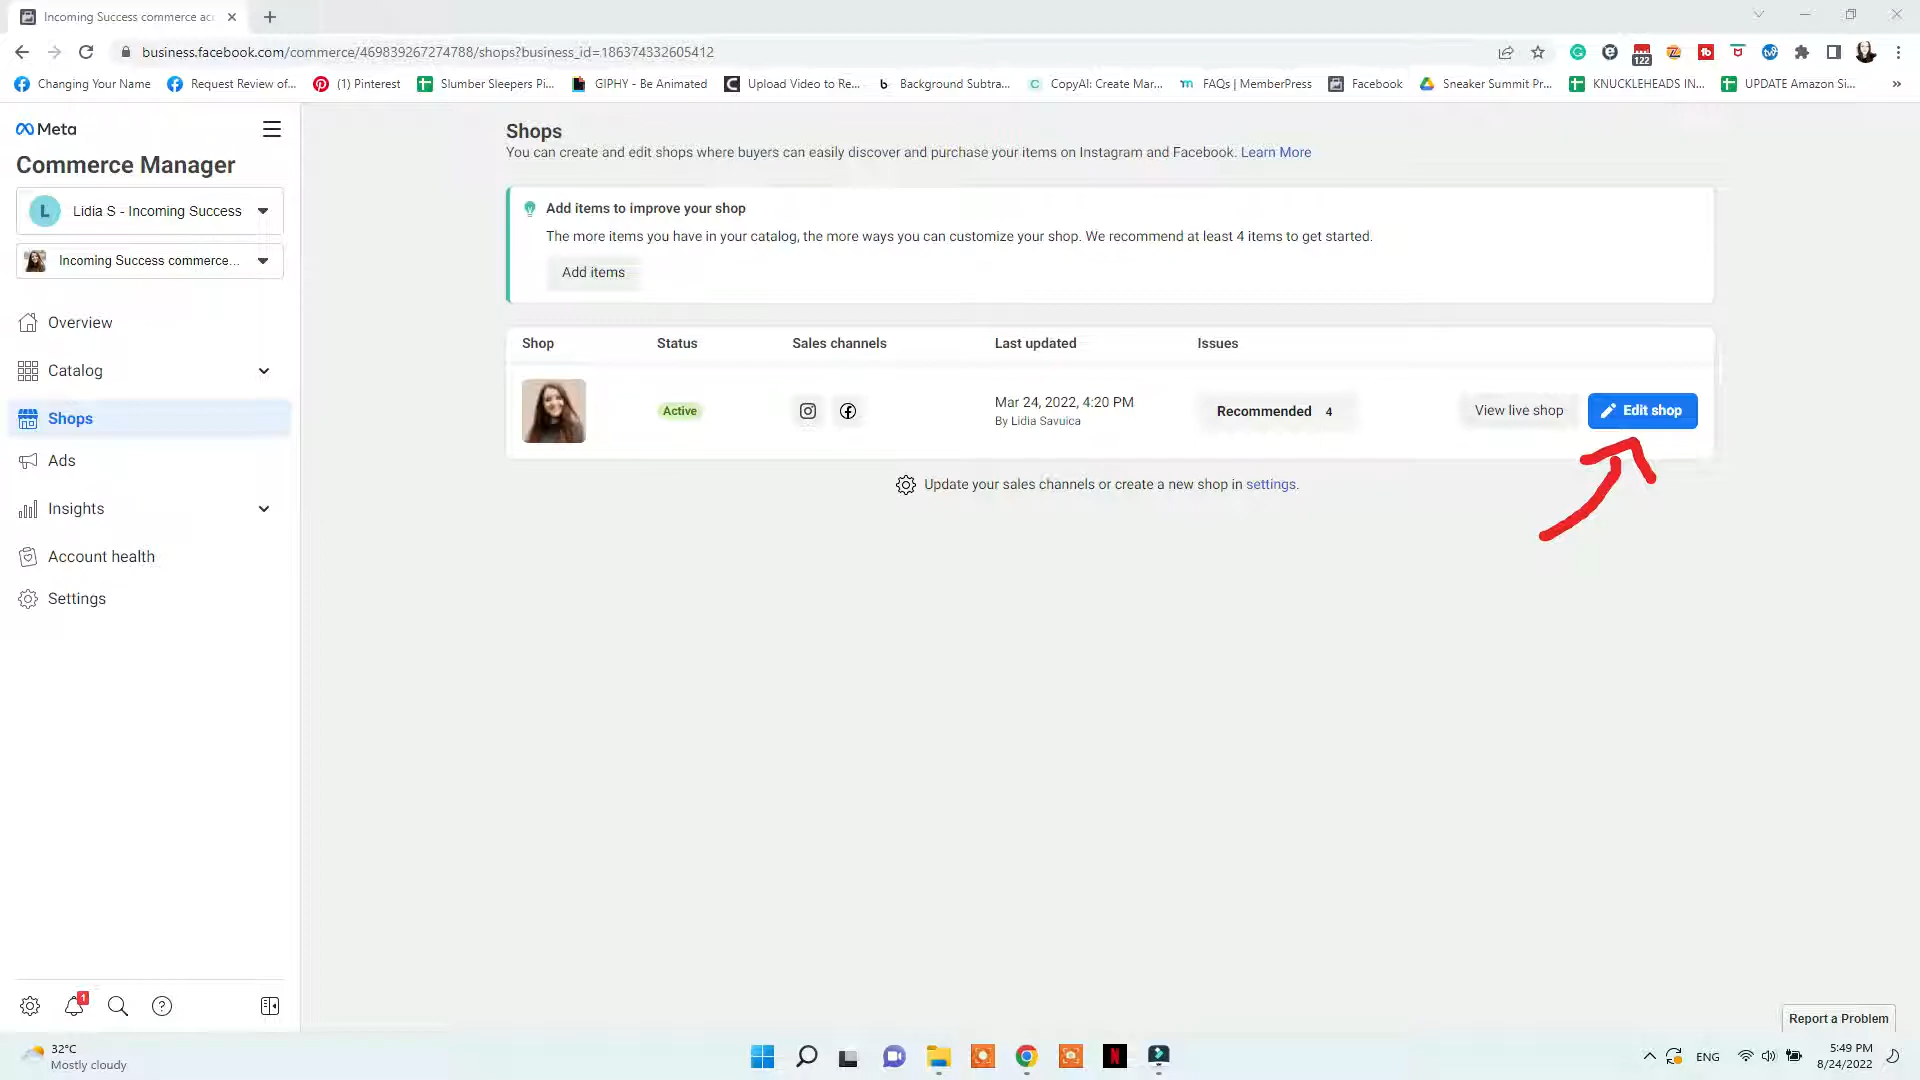 Incoming Success commerce ac
business.facebook.com/commerce/469839267274788/shops?business_id=186374332605412
122
Changing Your Name
Request Review of...
(1) Pinterest
Slumber Sleepers Pi...
GIPHY - Be Animated
Upload Video to Re...
Background Subtra...
CopyAI: Create Mar...
FAQs | MemberPress
Facebook
Sneaker Summit Pr...
KNUCKLEHEADS IN...
UPDATE Amazon Si...
»
Meta
Commerce Manager
L
Lidia S - Incoming Success
Incoming Success commerce...
Overview
Catalog
Shops
Ads
Insights
Account health
Settings
1
Shops
You can create and edit shops where buyers can easily discover and purchase your items on Instagram and Facebook. Learn More
Add items to improve your shop
The more items you have in your catalog, the more ways you can customize your shop. We recommend at least 4 items to get started.
Add items
Shop Status Sales channels Last updated Issues
Active
Mar 24, 2022, 4:20 PM
By Lidia Savuica
Recommended 4
View live shop
Edit shop
Update your sales channels or create a new shop in settings.
Report a Problem
32°C
Mostly cloudy
N
ENG
5:49 PM
8/24/2022